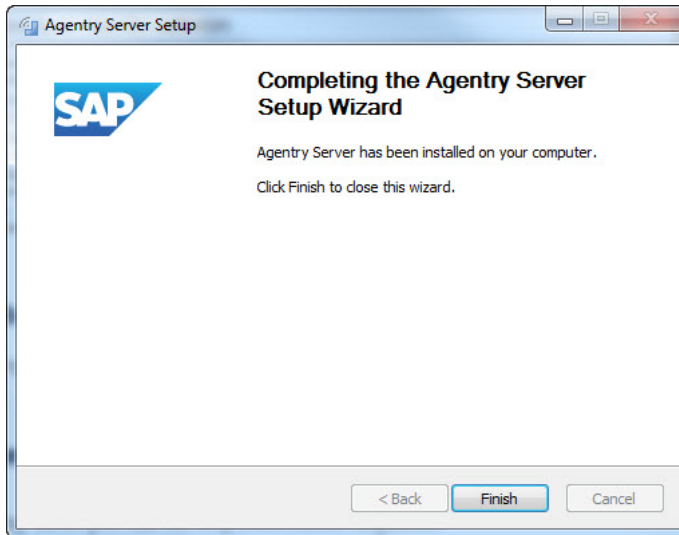 Agentry Server Setup
SAP
Completing the Agentry Server
Setup Wizard
Agentry Server has been installed on your computer.
Click Finish to close this wizard.
< Back
Finish
Cancel